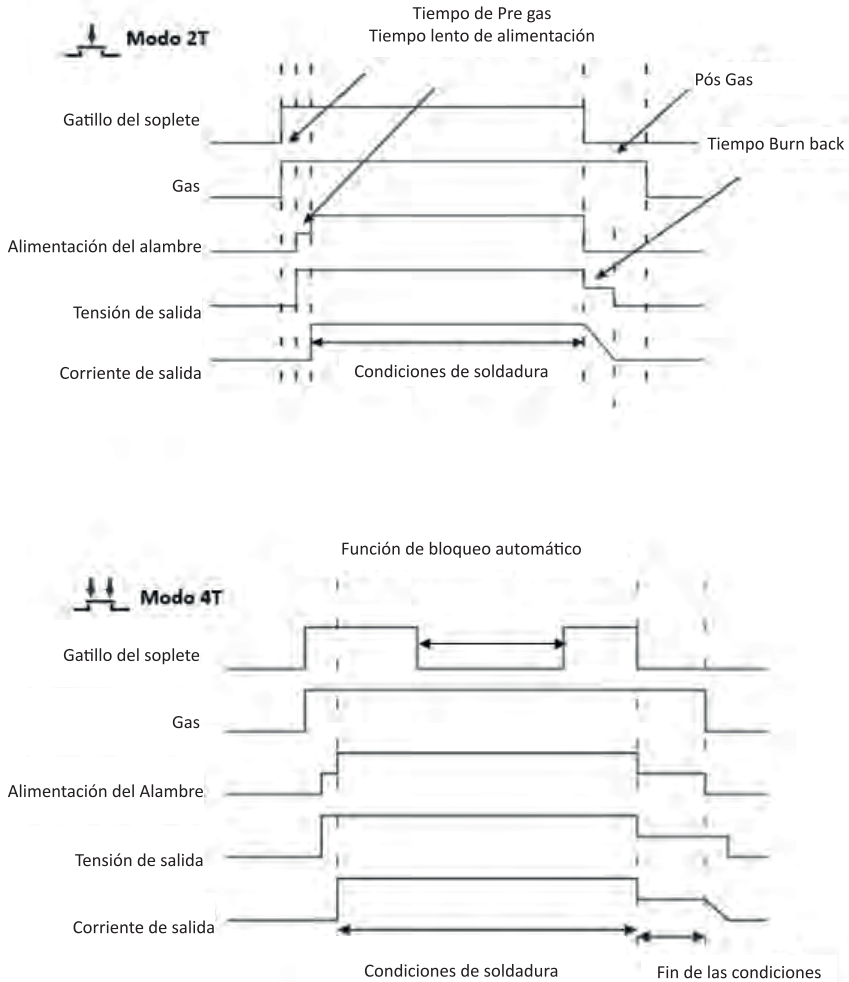 Tiempo de Pre gas
Modo 2T
Tiempo lento de alimentación
Pós Gas
Gatillo del soplete
Tiempo Burn back
Gas
Alimentación del alambre
Tensión de salida
Condiciones de soldadura
Corriente de salida
Función de bloqueo automático
Modo 4T
Gatillo del soplete
Gas
Alimentación del Alambre
Tensión de salida
Corriente de salida
Condiciones de soldadura
Fin de las condiciones